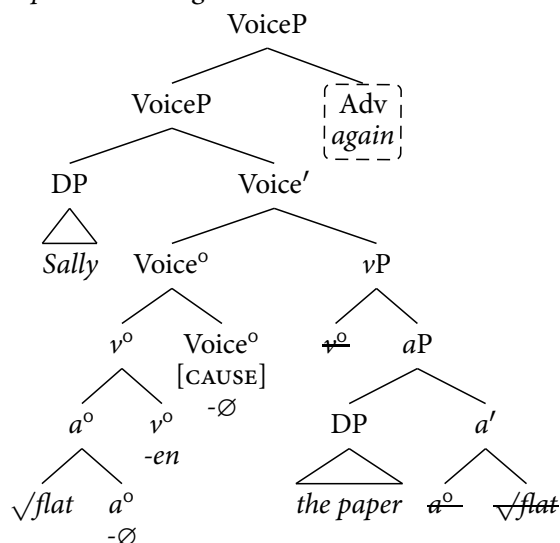 VoiceP
VoiceP Adv
again
DP Voice′
Sally Voiceᵒ vP
vᵒ Voiceᵒ vᵒ aP
[CAUSE]
-∅
aᵒ vᵒ DP a′
-en
√flat aᵒ the paper aᵒ √flat
-∅